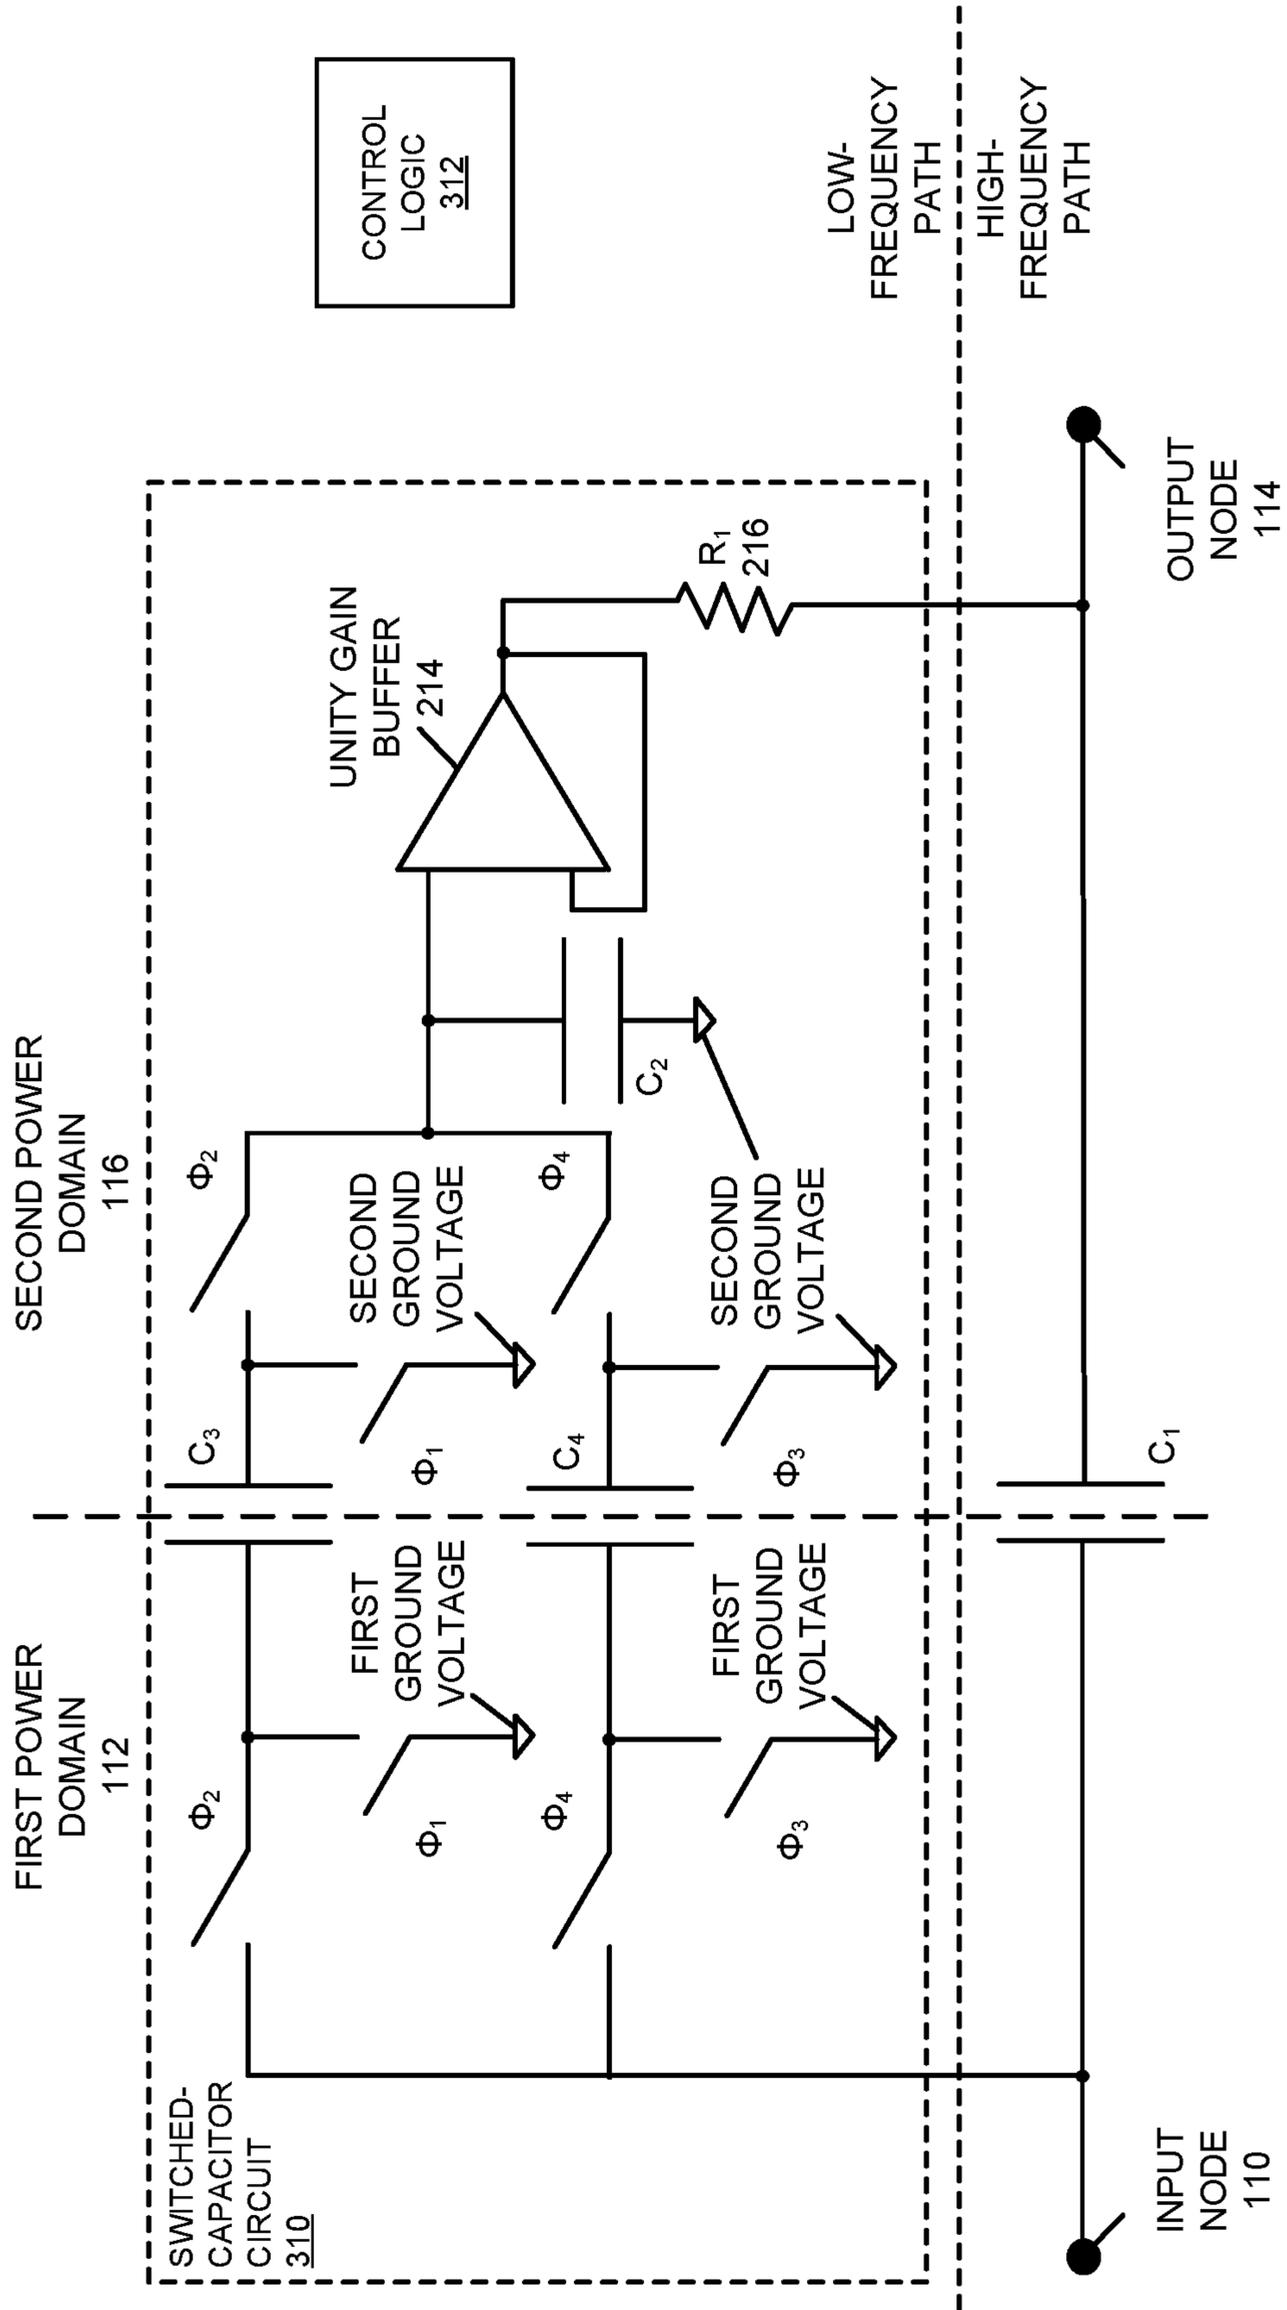 FIRST POWER
DOMAIN
112
SECOND POWER
DOMAIN
116
SWITCHED-
CAPACITOR
CIRCUIT
310
Φ2
C3
Φ2
Φ1
FIRST
GROUND
VOLTAGE
Φ1
SECOND
GROUND
VOLTAGE
UNITY GAIN
BUFFER
214
CONTROL
LOGIC
312
Φ4
C4
Φ4
C2
R1
216
Φ3
FIRST
GROUND
VOLTAGE
Φ3
SECOND
GROUND
VOLTAGE
LOW-
FREQUENCY
PATH
HIGH-
FREQUENCY
PATH
INPUT
NODE
110
C1
OUTPUT
NODE
114